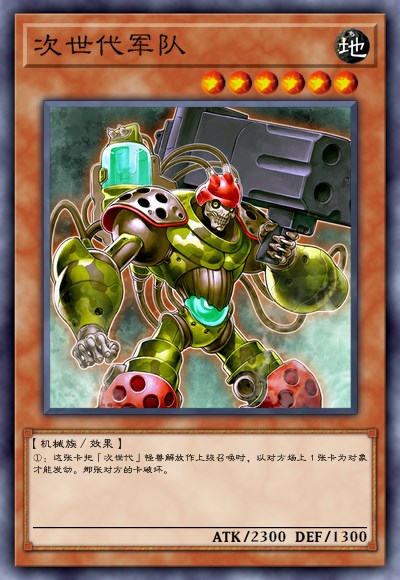 次世代军队
地
【机械族／效果】
①：这张卡把「次世代」怪兽解放作上级召唤时，以对方场上１张卡为对象
才能发动。那张对方的卡破坏。
ATK/2300 DEF/1300